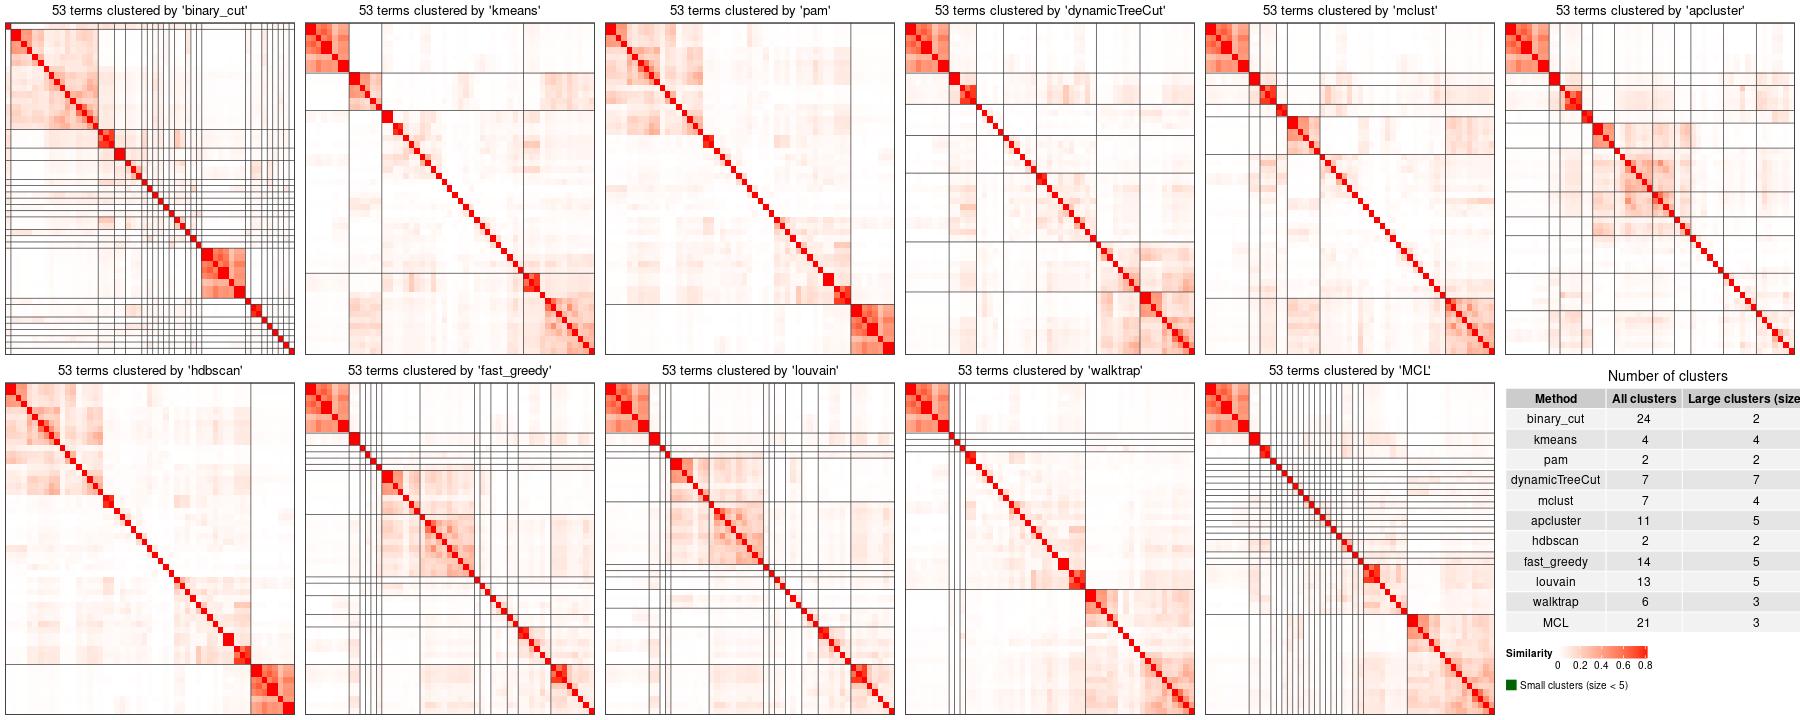 53 terms clustered by 'binary_cut'
53 terms clustered by 'kmeans'
53 terms clustered by 'pam'
53 terms clustered by 'dynamicTreeCut'
53 terms clustered by 'mclust'
53 terms clustered by 'apcluster'
53 terms clustered by 'hdbscan'
53 terms clustered by 'fast_greedy'
53 terms clustered by 'louvain'
53 terms clustered by 'walktrap'
53 terms clustered by 'MCL'
Number of clusters
Method All clusters Large clusters (size
binary_cut 24 2
kmeans 4 4
pam 2 2
dynamicTreeCut 7 7
mclust 7 4
apcluster 11 5
hdbscan 2 2
fast_greedy 14 5
louvain 13 5
walktrap 6 3
MCL 21 3
Similarity
0 0.2 0.4 0.6 0.8
Small clusters (size < 5)